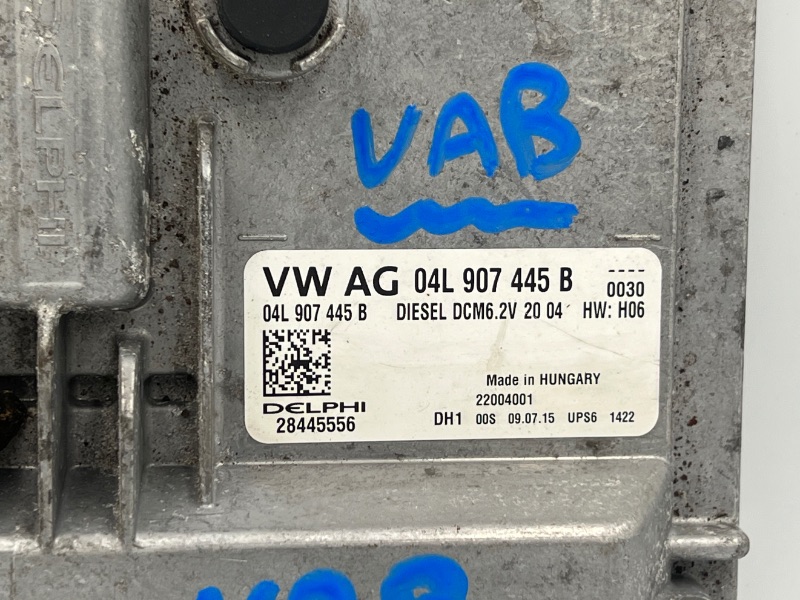 DELPHI
VAB
VW AG 04L 907 445 B ----
0030
04L 907 445 B DIESEL DCM6.2V 20 04 HW: H06
Made in HUNGARY
DELPHI 22004001
28445556 DH1 00S 09.07.15 UPS6 1422